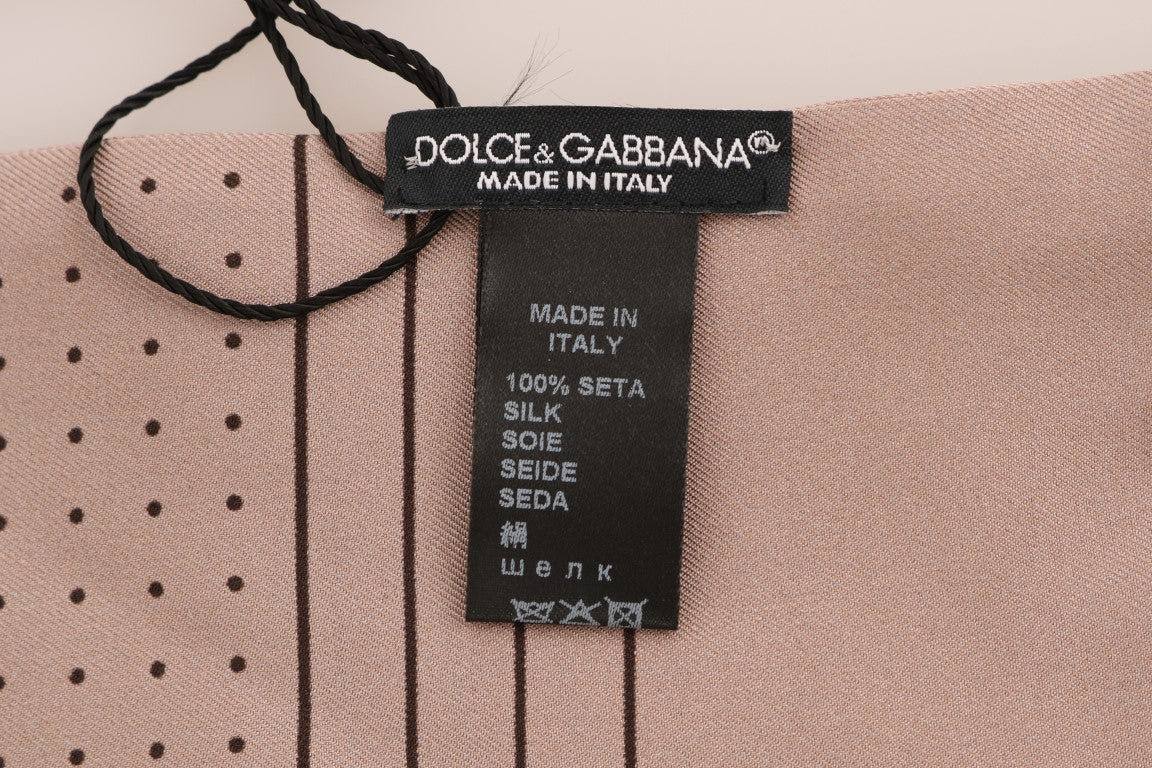 DOLCE&GABBANA
MADE IN ITALY
MADE IN
ITALY
100% SETA
SILK
SOIE
SEIDE
SEDA
絹
шелк